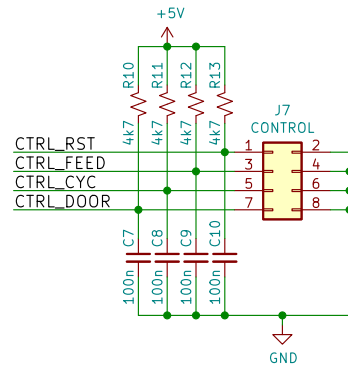 +5V
R10
R11
R12
R13
4k7
4k7
4k7
4k7
J7
CONTROL
CTRL_RST
CTRL_FEED
CTRL_CYC
CTRL_DOOR
1 2
3 4
5 6
7 8
C7
C8
C9
C10
100n
100n
100n
100n
GND